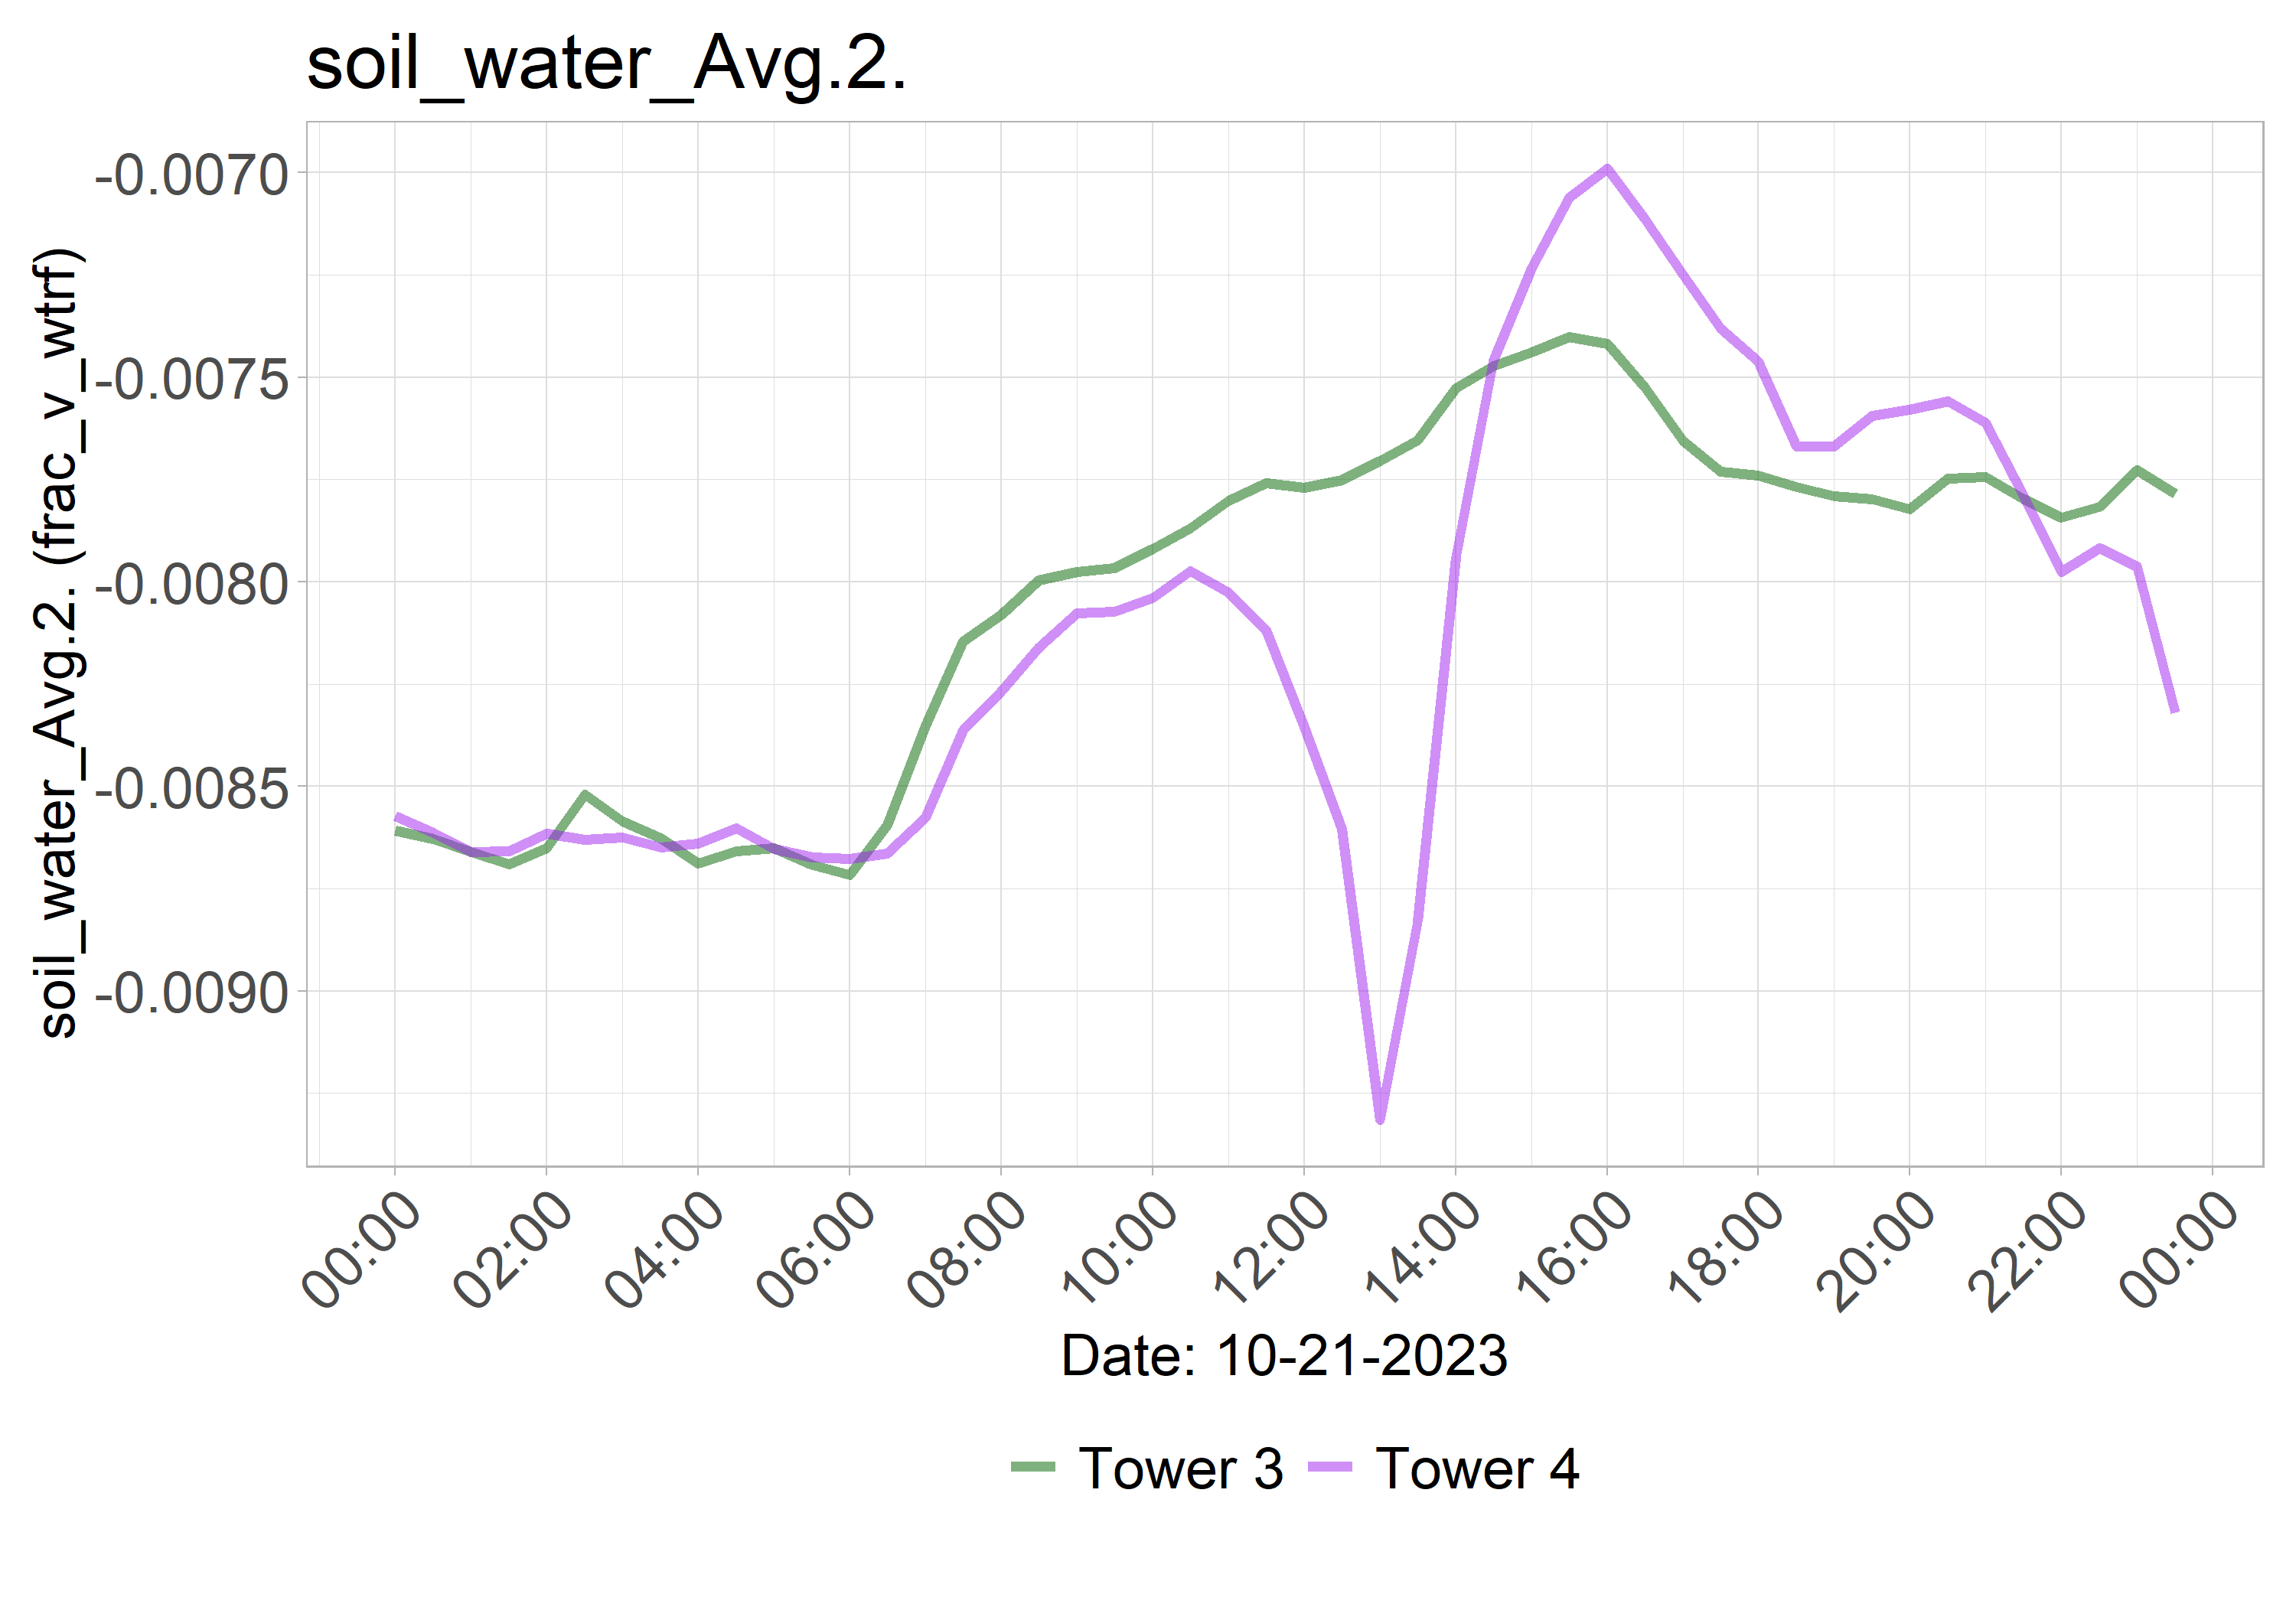 soil_water_Avg.2.
soil_water_Avg.2. (frac_v_wtrf)
-0.0070
-0.0075
-0.0080
-0.0085
-0.0090
00:00 02:00 04:00 06:00 08:00 10:00 12:00 14:00 16:00 18:00 20:00 22:00 00:00
Date: 10-21-2023
Tower 3 Tower 4